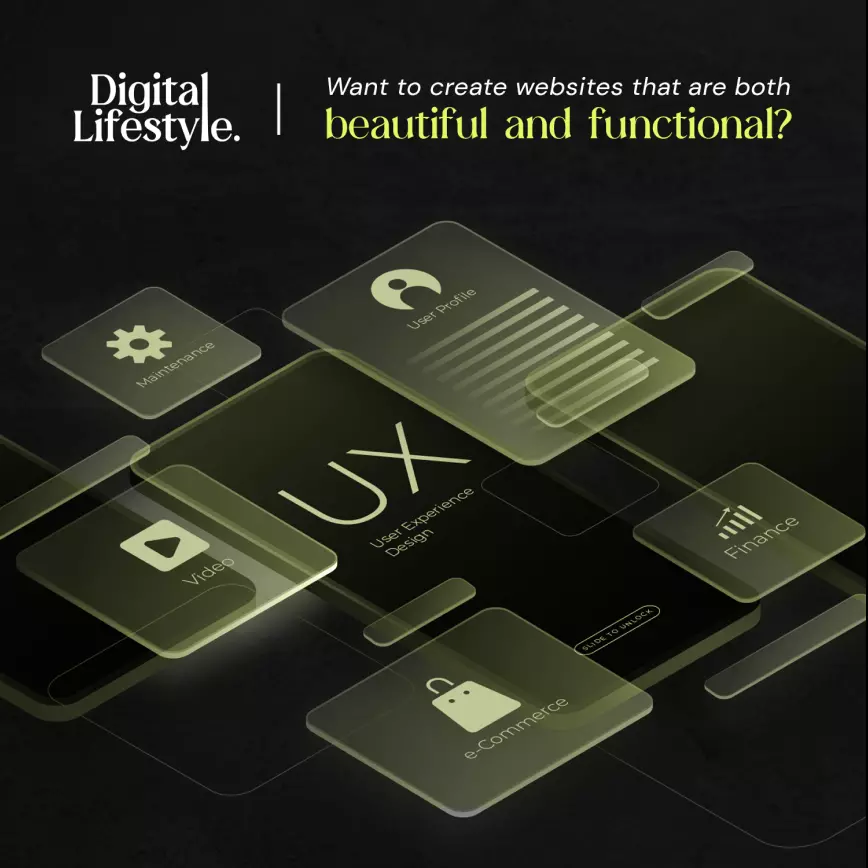 Digital
Lifestyle.
Want to create websites that are both
beautiful and functional?
User Profile
Maintenance
UX
User Experience
Design
Video
Finance
SLIDE TO UNLOCK
e-Commerce